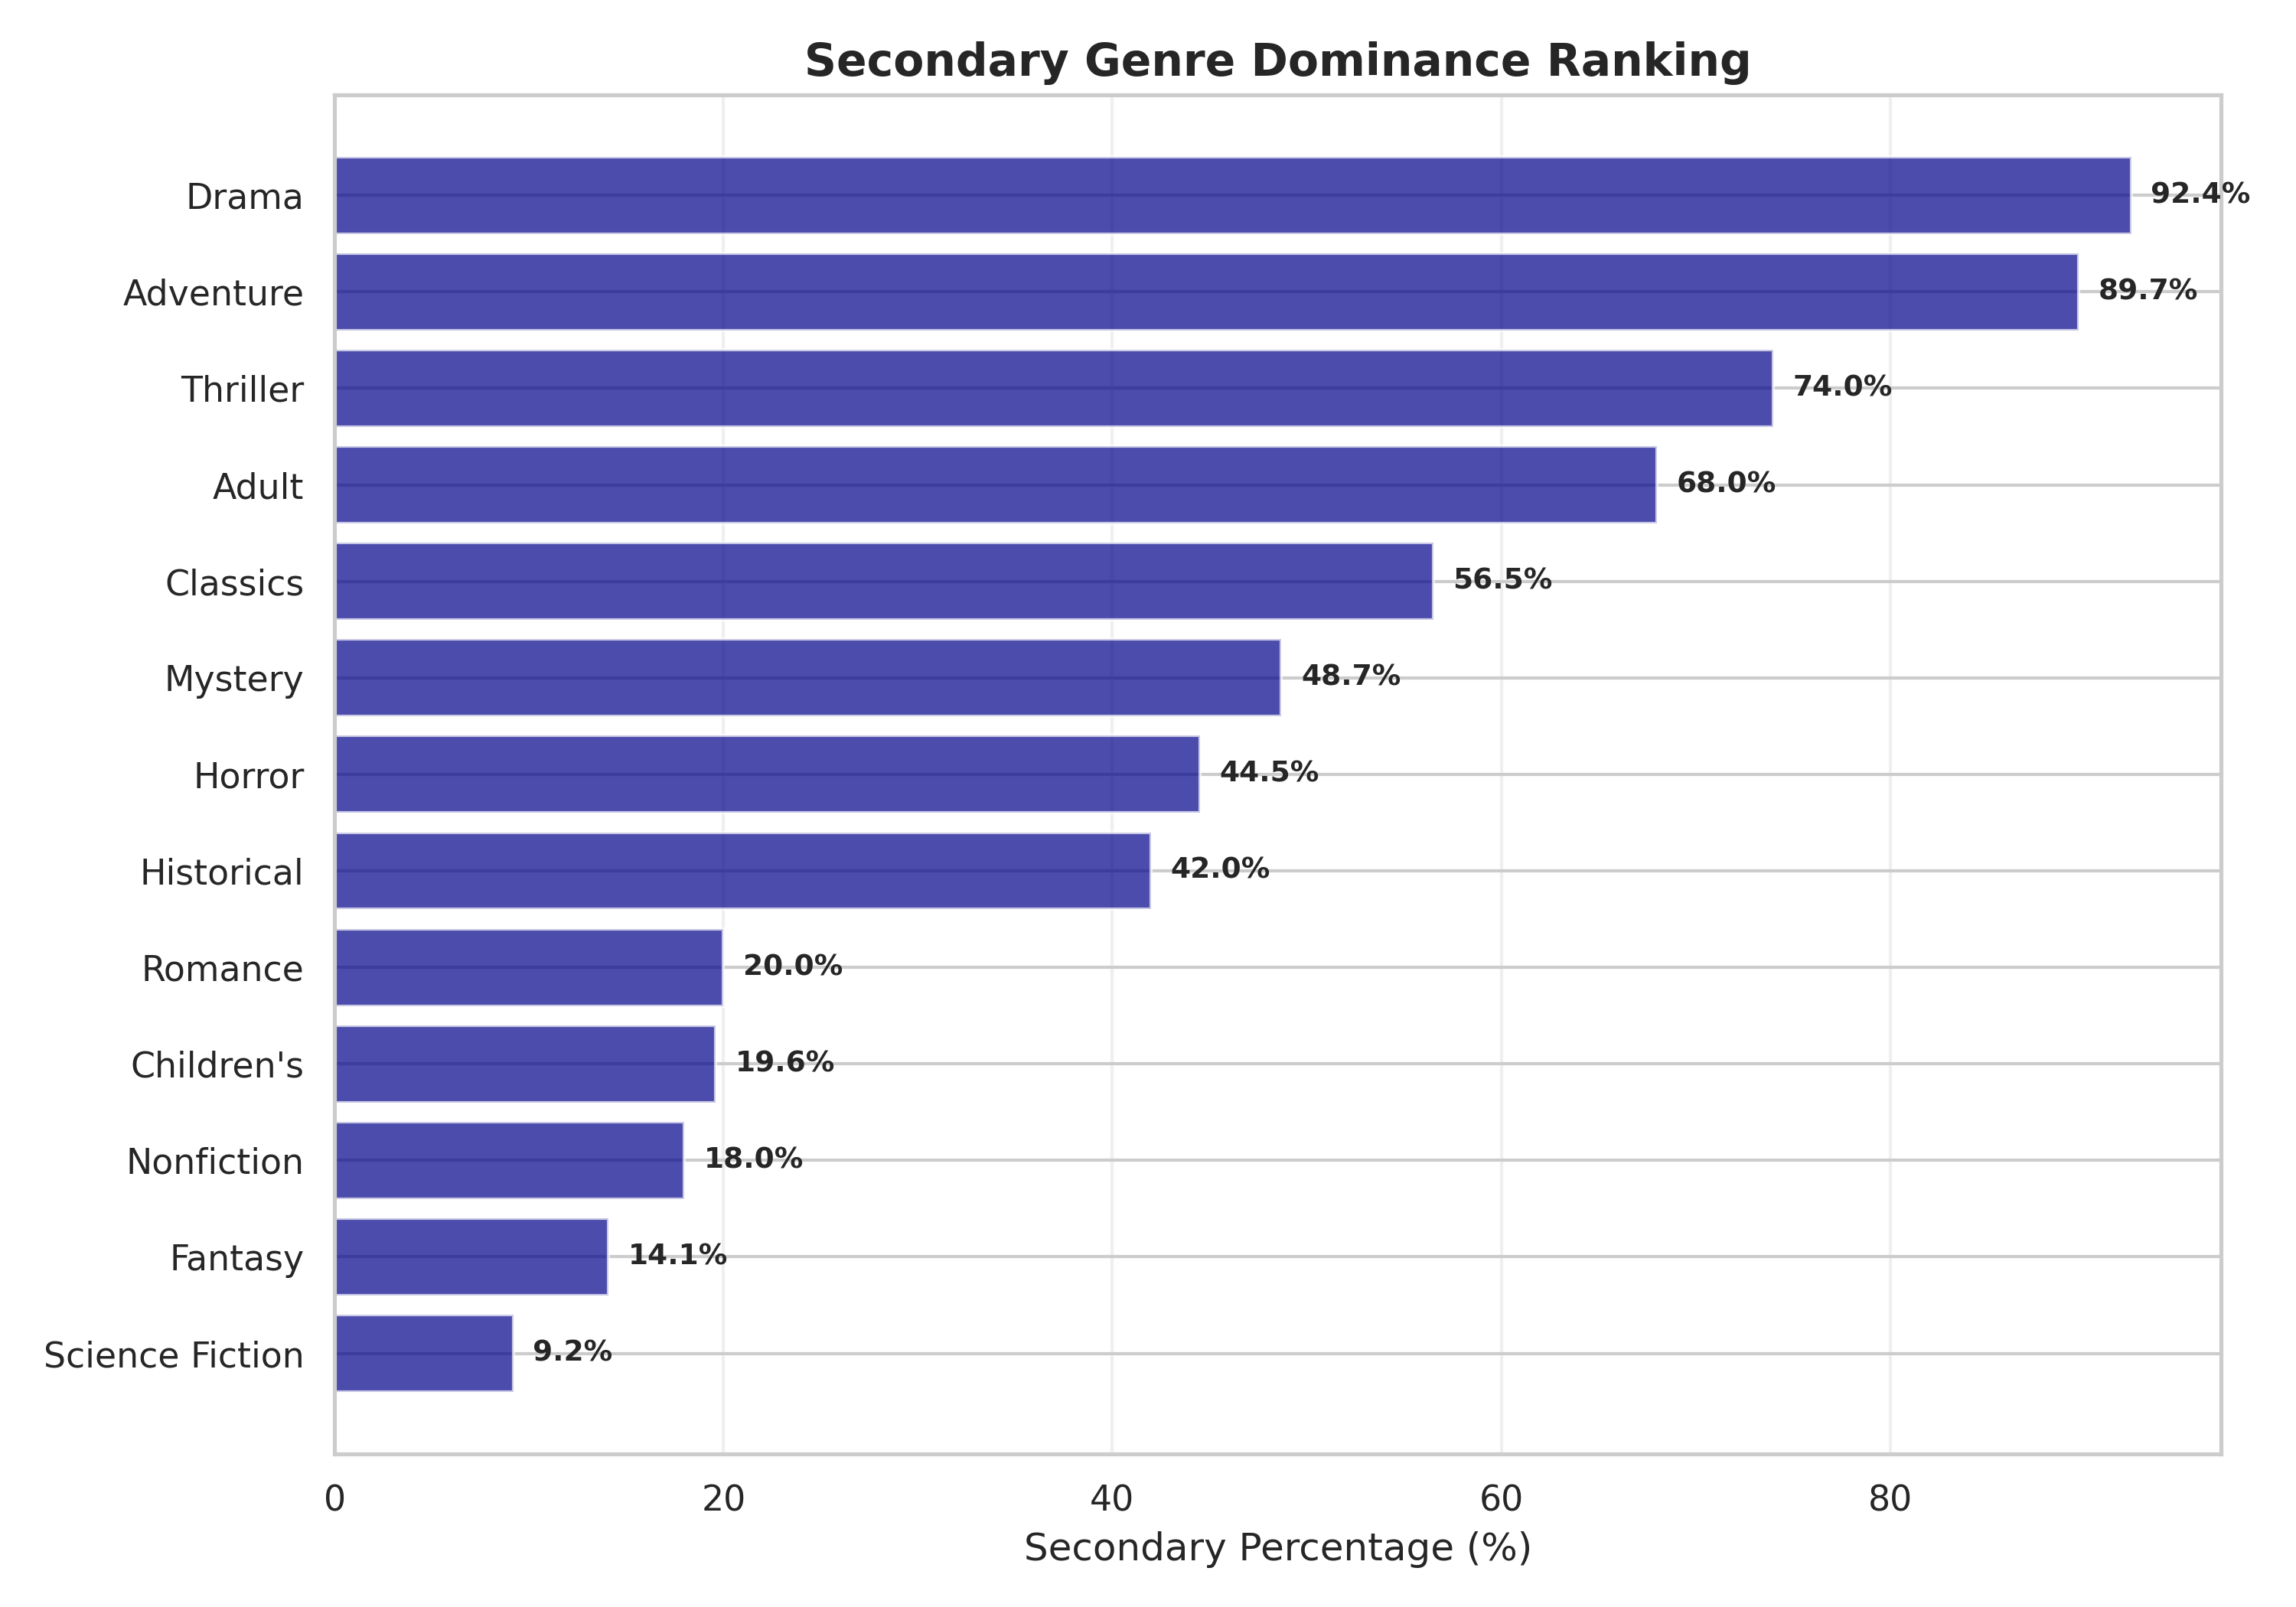 Secondary Genre Dominance Ranking
Drama 92.4%
Adventure 89.7%
Thriller 74.0%
Adult 68.0%
Classics 56.5%
Mystery 48.7%
Horror 44.5%
Historical 42.0%
Romance 20.0%
Children's 19.6%
Nonfiction 18.0%
Fantasy 14.1%
Science Fiction 9.2%
0 20 40 60 80
Secondary Percentage (%)